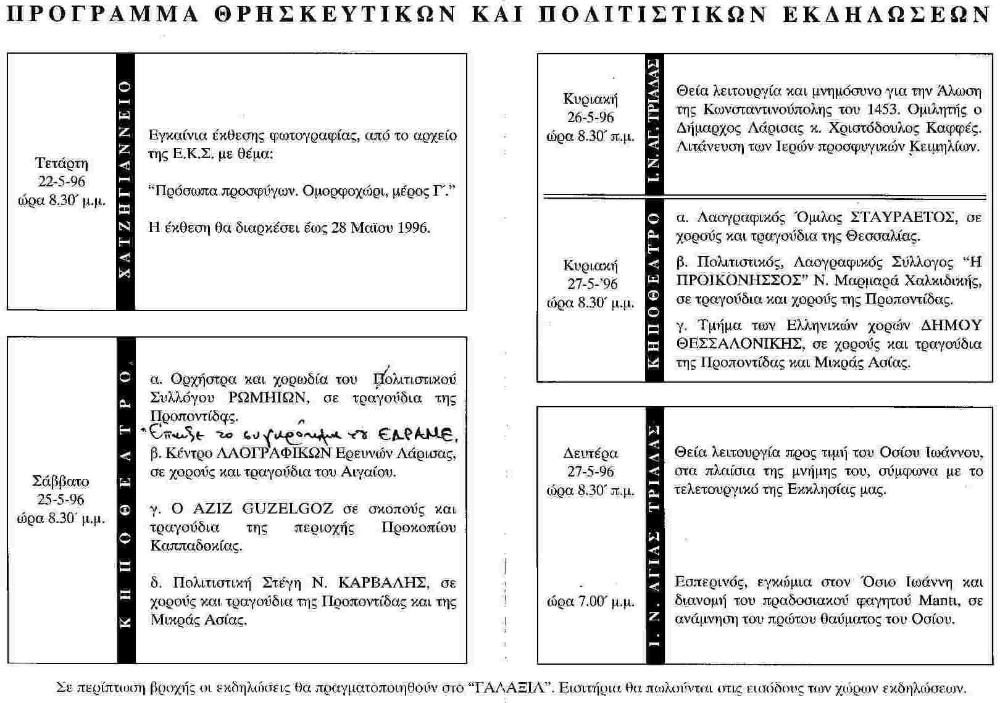 ΠΡΟΓΡΑΜΜΑ ΘΡΗΣΚΕΥΤΙΚΩΝ ΚΑΙ ΠΟΛΙΤΙΣΤΙΚΩΝ ΕΚΔΗΛΩΣΕΩΝ
Τετάρτη
22-5-96
ώρα 8.30΄ μ.μ.
ΧΑΤΖΗΓΙΑΝΝΕΙΟ
Εγκαίνια έκθεσης φωτογραφίας, από το αρχείο
της Ε.Κ.Σ. με θέμα:
“Πρόσωπα προσφύγων. Ομορφοχώρι, μέρος Γ΄.”
Η έκθεση θα διαρκέσει έως 28 Μαϊου 1996.
Σάββατο
25-5-96
ώρα 8.30΄ μ.μ.
ΚΗΠΟΘΕΑΤΡΟ
α. Ορχήστρα και χορωδία του Πολιτιστικού
Συλλόγου ΡΩΜΗΙΩΝ, σε τραγούδια της
Προποντίδας.
Έπαιξε το συγκρότημα του ΕΔΡΑΜΕ.
β. Κέντρο ΛΑΟΓΡΑΦΙΚΩΝ Ερευνών Λάρισας,
σε χορούς και τραγούδια του Αιγαίου.
γ. Ο AZIZ GUZELGOZ σε σκοπούς και
τραγούδια της περιοχής Προκοπίου
Καππαδοκίας.
δ. Πολιτιστική Στέγη Ν. ΚΑΡΒΑΛΗΣ, σε
χορούς και τραγούδια της Προποντίδας και της
Μικράς Ασίας.
Κυριακή
26-5-96
ώρα 8.30΄ π.μ.
Ι.Ν.ΑΓ.ΤΡΙΑΔΑΣ
Θεία λειτουργία και μνημόσυνο για την Άλωση
της Κωνσταντινούπολης του 1453. Ομιλητής ο
Δήμαρχος Λάρισας κ. Χριστόδουλος Καφφές.
Λιτάνευση των Ιερών προσφυγικών Κειμηλίων.
Κυριακή
27-5-’96
ώρα 8.30΄ μ.μ.
ΚΗΠΟΘΕΑΤΡΟ
α. Λαογραφικός Όμιλος ΣΤΑΥΡΑΕΤΟΣ, σε
χορούς και τραγούδια της Θεσσαλίας.
β. Πολιτιστικός, Λαογραφικός Σύλλογος “Η
ΠΡΟΙΚΟΝΗΣΣΟΣ” Ν. Μαρμαρά Χαλκιδικής,
σε τραγούδια και χορούς της Προποντίδας.
γ. Τμήμα των Ελληνικών χορών ΔΗΜΟΥ
ΘΕΣΣΑΛΟΝΙΚΗΣ, σε χορούς και τραγούδια
της Προποντίδας και Μικράς Ασίας.
Δευτέρα
27-5-96
ώρα 8.30΄ π.μ.
Ι. Ν. ΑΓΙΑΣ ΤΡΙΑΔΑΣ
Θεία λειτουργία προς τιμή του Οσίου Ιωάννου,
στα πλαίσια της μνήμης του, σύμφωνα με το
τελετουργικό της Εκκλησίας μας.
ώρα 7.00΄ μ.μ.
Εσπερινός, εγκώμια στον Όσιο Ιωάννη και
διανομή του πραδοσιακού φαγητού Manti, σε
ανάμνηση του πρώτου θαύματος του Οσίου.
Σε περίπτωση βροχής οι εκδηλώσεις θα πραγματοποιηθούν στο “ΓΑΛΑΞΙΑ”. Εισιτήρια θα πωλούνται στις εισόδους των χώρων εκδηλώσεων.